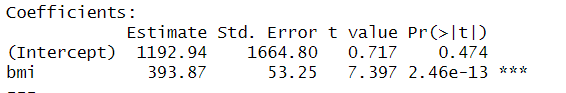 Coefficients:
            Estimate Std. Error t value Pr(>|t|)
(Intercept)  1192.94    1664.80   0.717    0.474
bmi           393.87      53.25   7.397 2.46e-13 ***
---